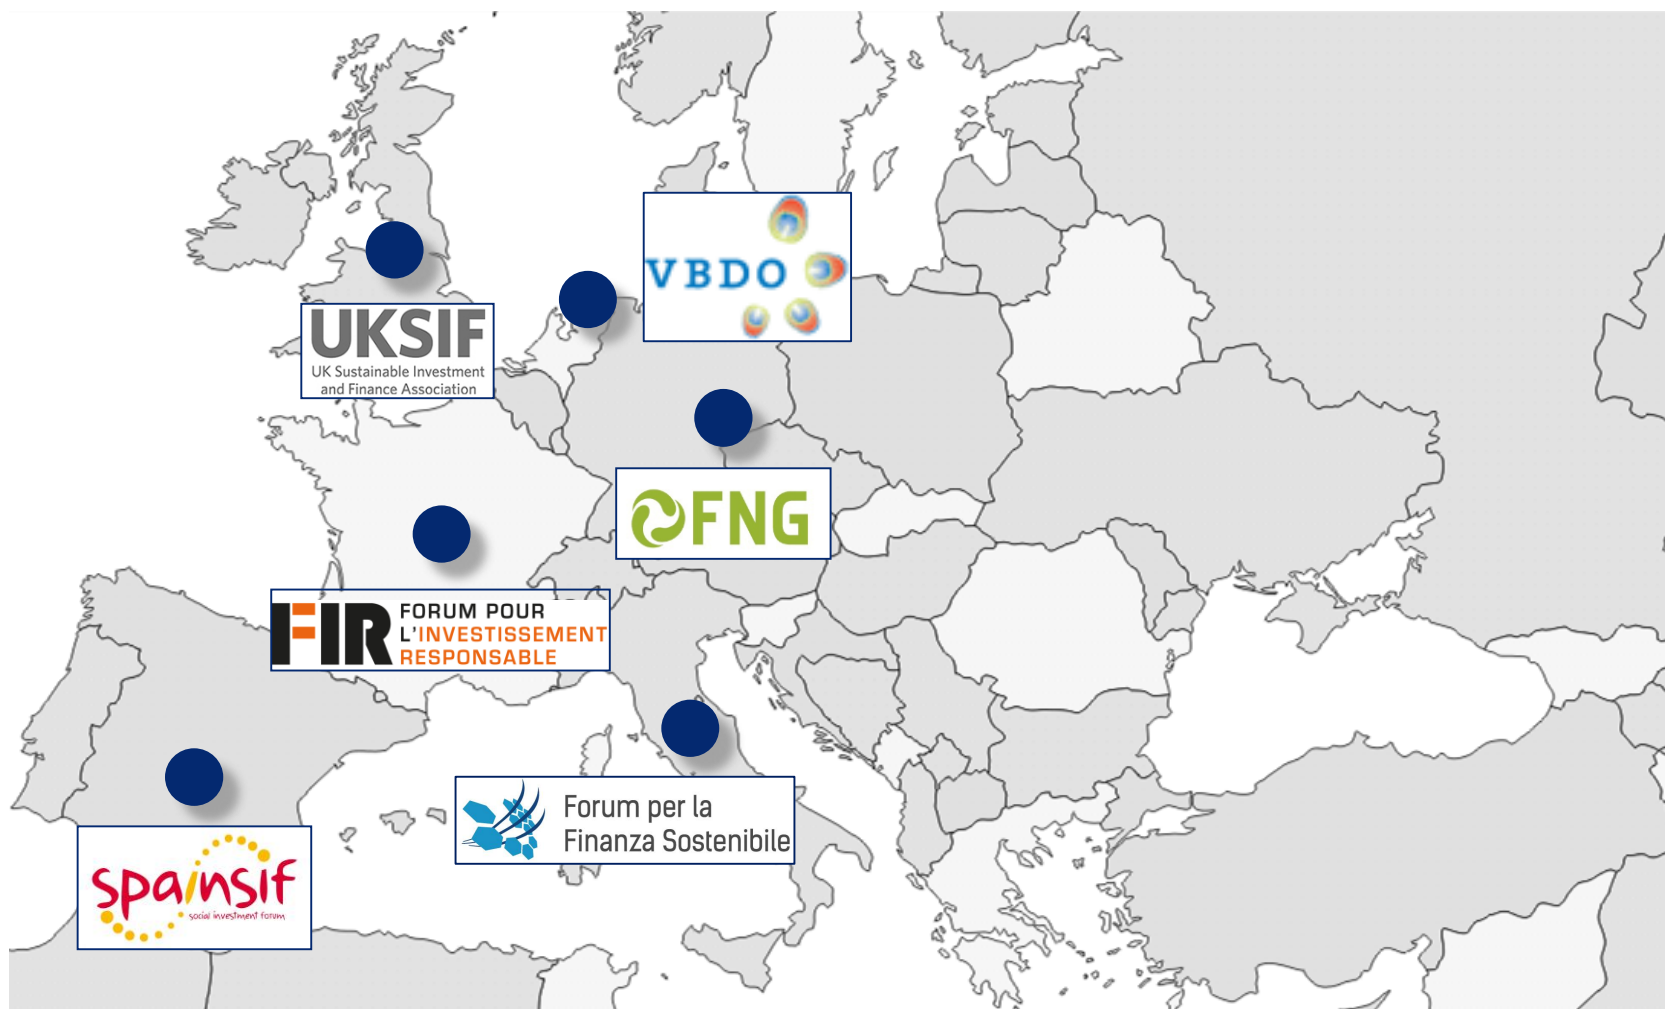 VBDO
UKSIF
UK Sustainable Investment
and Finance Association
FNG
FIR
FORUM POUR
L'INVESTISSEMENT
RESPONSABLE
Forum per la
Finanza Sostenibile
spainsif
social investment forum